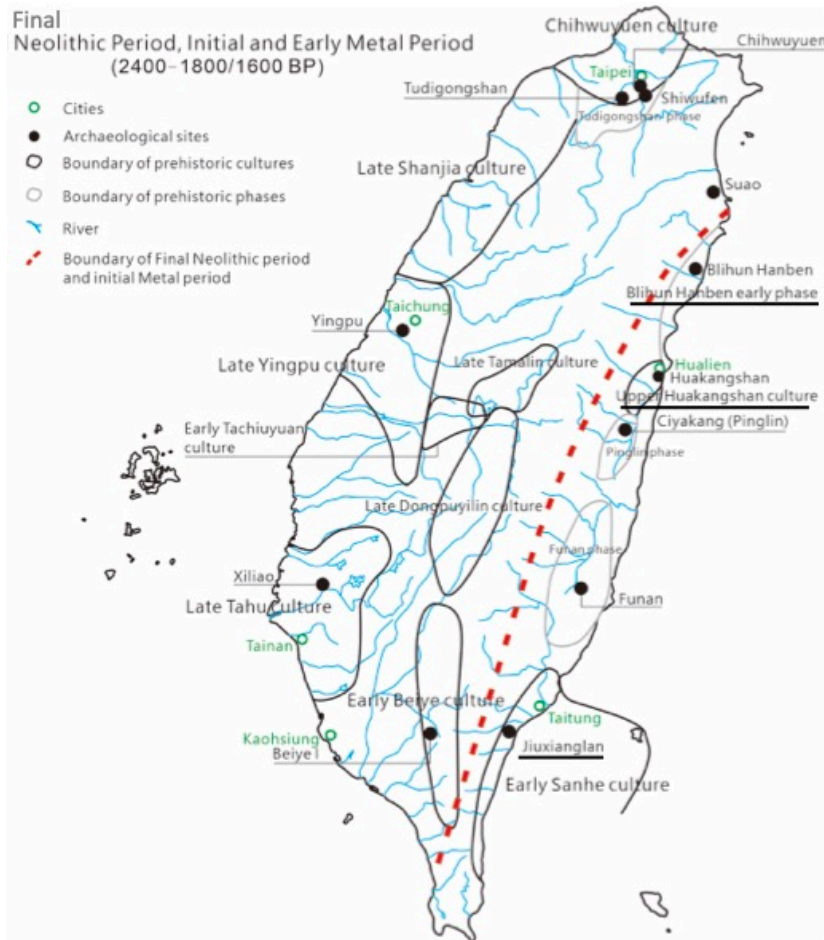 Final
Neolithic Period, Initial and Early Metal Period
(2400–1800/1600 BP)
Cities
Archaeological sites
Boundary of prehistoric cultures
Boundary of prehistoric phases
River
Boundary of Final Neolithic period
and initial Metal period
Chihwuyuen culture
Chihwuyuen
Taipei
Tudigongshan
Shiwufen
Tudigongshan phase
Late Shanjia culture
Suao
Blihun Hanben
Blihun Hanben early phase
Taichung
Yingpu
Late Yingpu culture
Late Tamalin culture
Hualien
Huakangshan
Upper Huakangshan culture
Ciyakang (Pinglin)
Pinglin phase
Early Tachiuyuan
culture
Late Dongpuyilin culture
Funan phase
Xiliao
Late Tahu culture
Funan
Tainan
Early Beiye culture
Taitung
Kaohsiung
Beiye I
Jiuxianglan
Early Sanhe culture